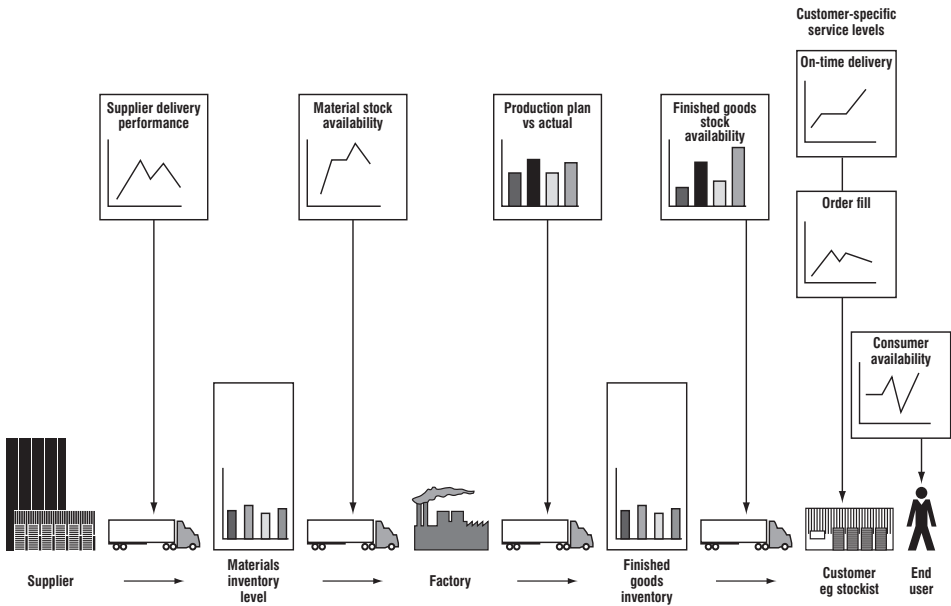 Customer-specific
service levels
On-time delivery
Supplier delivery
performance
Material stock
availability
Production plan
vs actual
Finished goods
stock
availability
Order fill
Consumer
availability
Supplier
Materials
inventory
level
Factory
Finished
goods
inventory
Customer
eg stockist
End
user